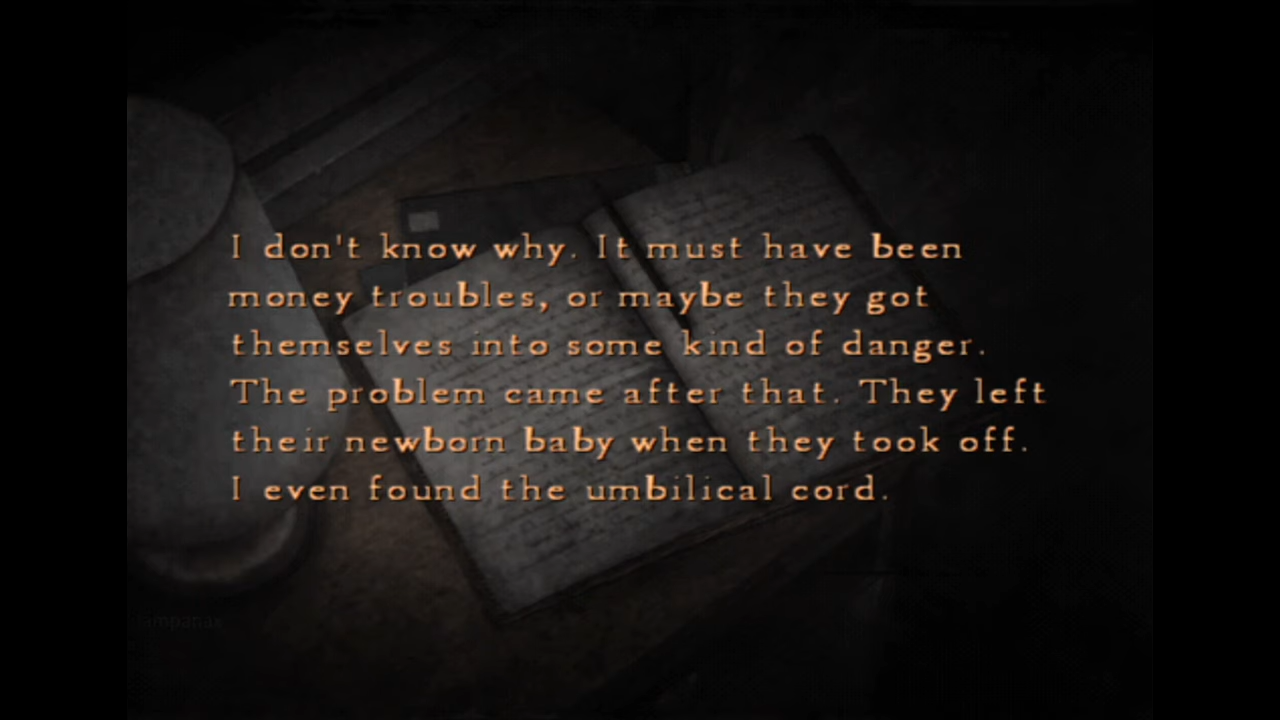 I don't know why. It must have been
money troubles, or maybe they got
themselves into some kind of danger.
The problem came after that. They left
their newborn baby when they took off.
I even found the umbilical cord.